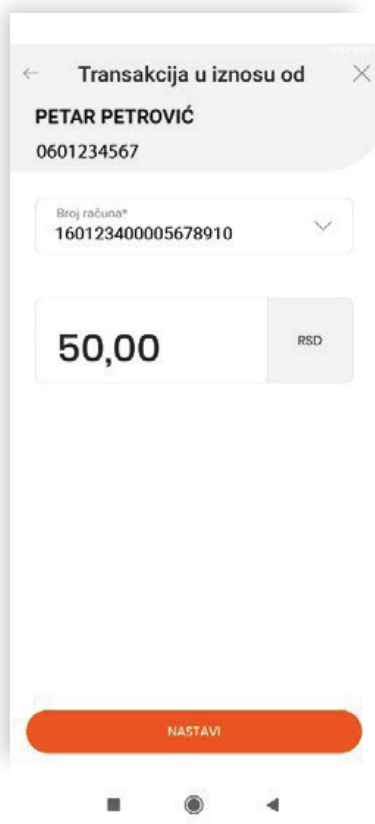 Transakcija u iznosu od
PETAR PETROVIĆ
0601234567
Broj računa*
160123400005678910
50,00
RSD
NASTAVI